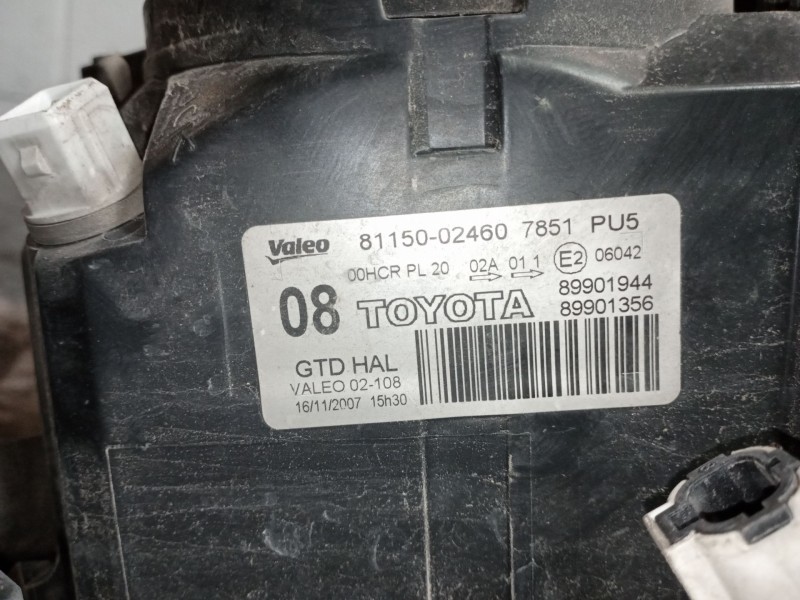 Valeo 81150-02460 7851 PU5
00HCR PL 20 02A 01 1 E2 06042
08 TOYOTA 89901944
89901356
GTD HAL
VALEO 02-108
16/11/2007 15h30